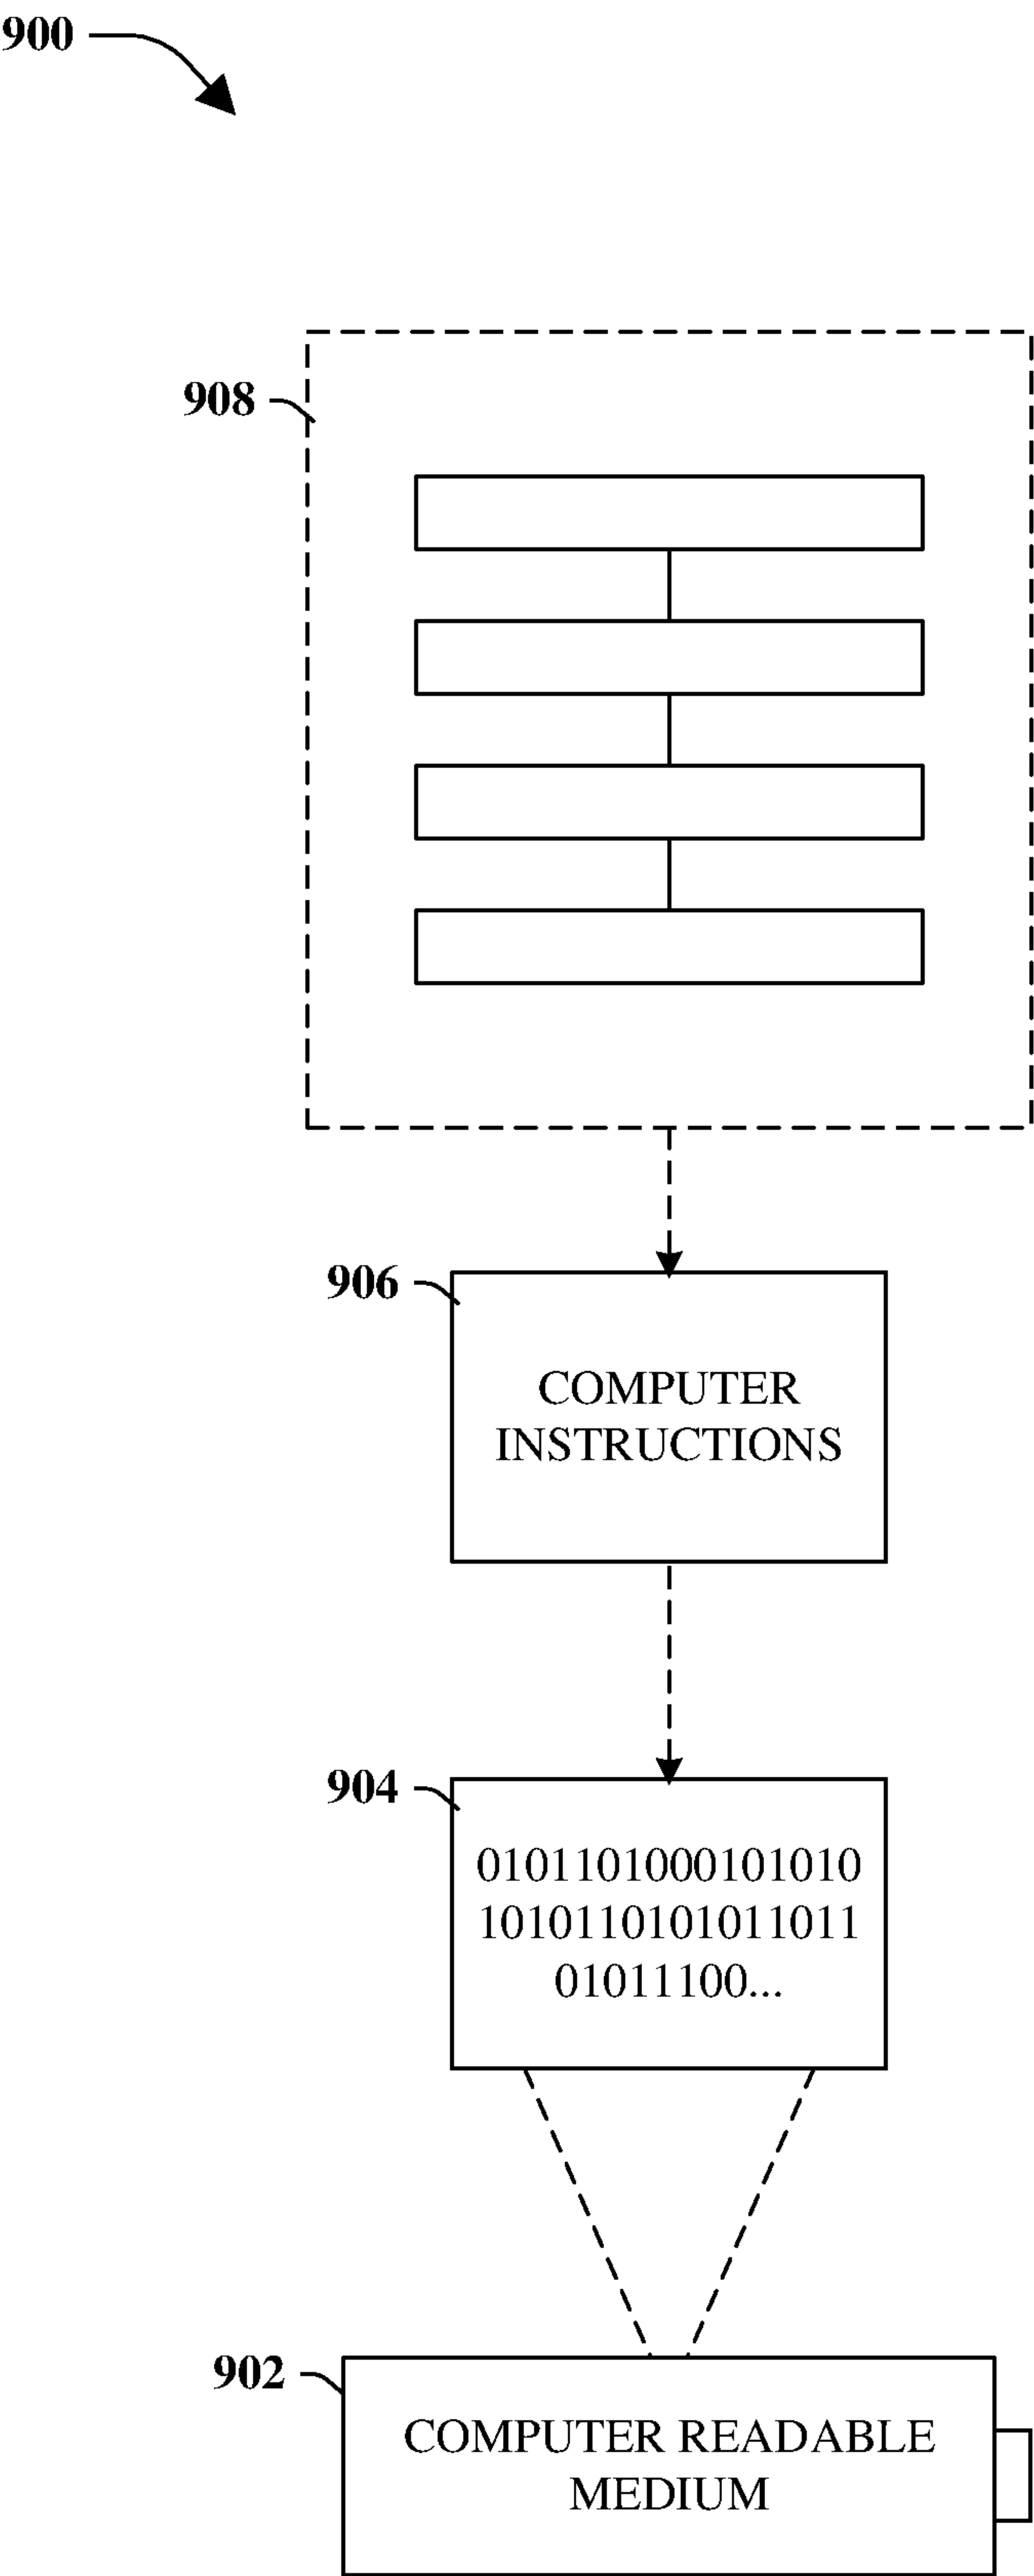 900
908
906
COMPUTER
INSTRUCTIONS
904
0101101000101010
1010110101011011
01011100...
902
COMPUTER READABLE
MEDIUM